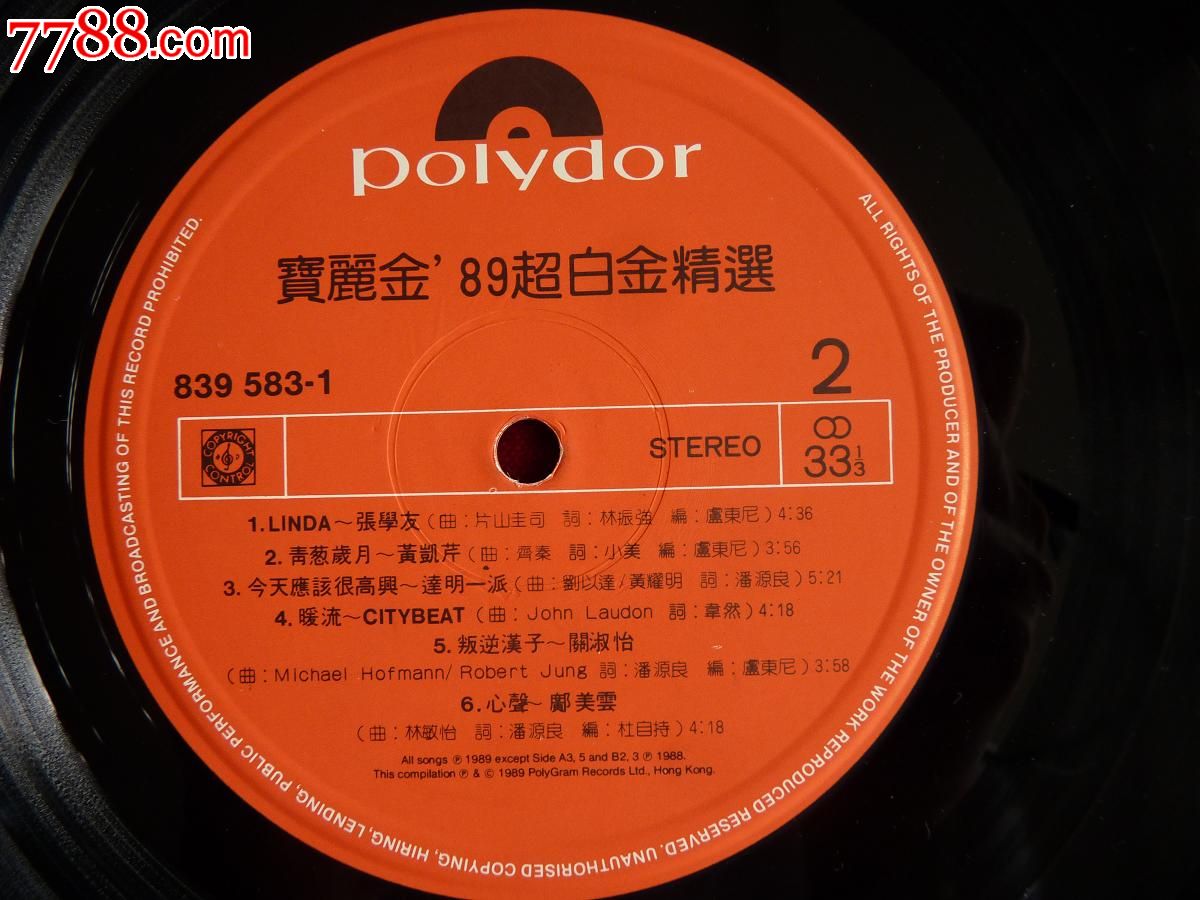 7788.com
polydor
寶麗金'89超白金精選
839 583-1
2
COPYRIGHT CONTROL
STEREO
33 1/3
1.LINDA～張學友（曲：片山圭司 詞：林振強 編：盧東尼）4:36
2.靑葱歲月～黃凱芹（曲：齊秦 詞：小美 編：盧東尼）3:56
3.今天應該很高興～達明一派（曲：劉以達/黃耀明 詞：潘源良）5:21
4.暖流～CITYBEAT（曲：John Laudon 詞：韋然）4:18
5.叛逆漢子～關淑怡
（曲：Michael Hofmann/Robert Jung 詞：潘源良 編：盧東尼）3:58
6.心聲～鄺美雲
（曲：林敏怡 詞：潘源良 編：杜自持）4:18
All songs ℗ 1989 except Side A3, 5 and B2, 3 ℗ 1988.
This compilation ℗ & © 1989 PolyGram Records Ltd., Hong Kong.
ALL RIGHTS OF THE PRODUCER AND OF THE OWNER OF THE WORK REPRODUCED RESERVED. UNAUTHORISED COPYING, HIRING, LENDING, PUBLIC PERFORMANCE AND BROADCASTING OF THIS RECORD PROHIBITED.